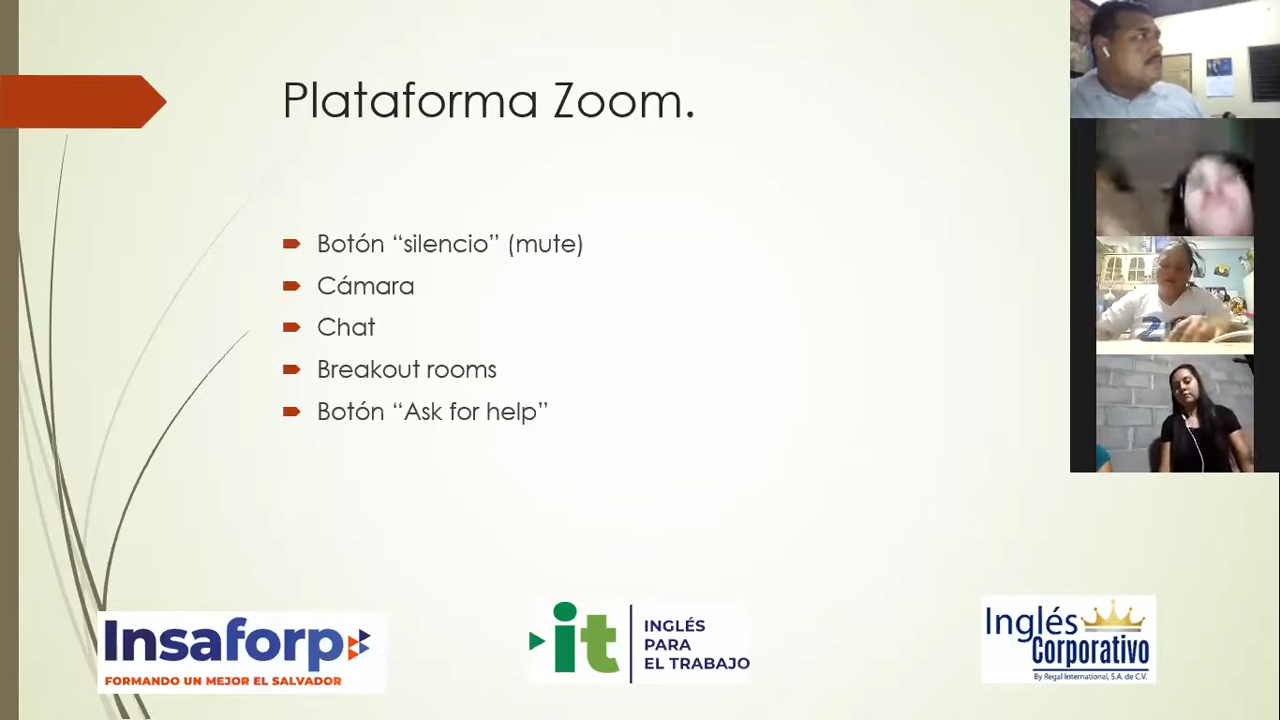 Plataforma Zoom.
Botón “silencio” (mute)
Cámara
Chat
Breakout rooms
Botón “Ask for help”
Insaforp
FORMANDO UN MEJOR EL SALVADOR
it
INGLÉS
PARA
EL TRABAJO
Inglés
Corporativo
By Regal International, S.A. de C.V.